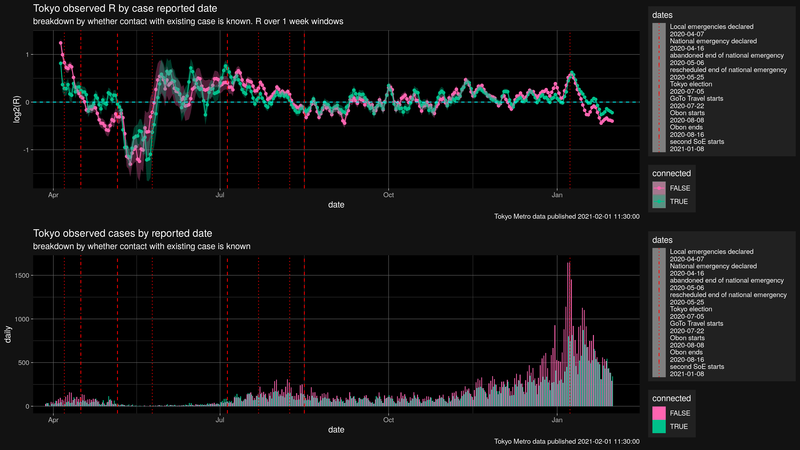 Tokyo observed R by case reported date
breakdown by whether contact with existing case is known. R over 1 week windows
log2(R)
1
0
-1
Apr
Jul
Oct
Jan
date
Tokyo Metro data published 2021-02-01 11:30:00
dates
Local emergencies declared
2020-04-07
National emergency declared
2020-04-16
abandoned end of national emergency
2020-05-06
rescheduled end of national emergency
2020-05-25
Tokyo election
2020-07-05
GoTo Travel starts
2020-07-22
Obon starts
2020-08-08
Obon ends
2020-08-16
second SoE starts
2021-01-08
connected
FALSE
TRUE
Tokyo observed cases by reported date
breakdown by whether contact with existing case is known
daily
1500
1000
500
0
Apr
Jul
Oct
Jan
date
Tokyo Metro data published 2021-02-01 11:30:00
dates
Local emergencies declared
2020-04-07
National emergency declared
2020-04-16
abandoned end of national emergency
2020-05-06
rescheduled end of national emergency
2020-05-25
Tokyo election
2020-07-05
GoTo Travel starts
2020-07-22
Obon starts
2020-08-08
Obon ends
2020-08-16
second SoE starts
2021-01-08
connected
FALSE
TRUE